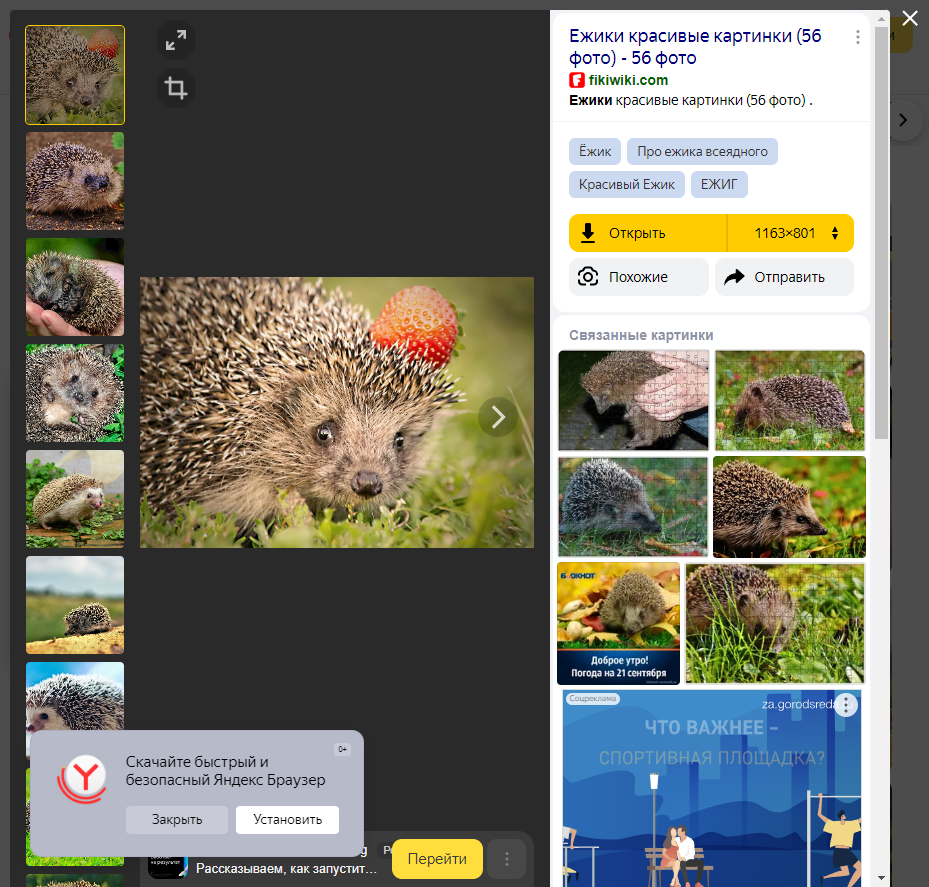 Ежики красивые картинки (56
фото) - 56 фото
fikiwiki.com
Ежики красивые картинки (56 фото) .
Ёжик
Про ежика всеядного
Красивый Ежик
ЕЖИГ
Открыть
1163×801
Похожие
Отправить
Связанные картинки
БЛОКНОТ
Доброе утро!
Погода на 21 сентября
Соцреклама
za.gorodsreda
ЧТО ВАЖНЕЕ –
СПОРТИВНАЯ ПЛОЩАДКА?
0+
Скачайте быстрый и
безопасный Яндекс Браузер
Закрыть
Установить
Рассказываем, как запустит...
Перейти